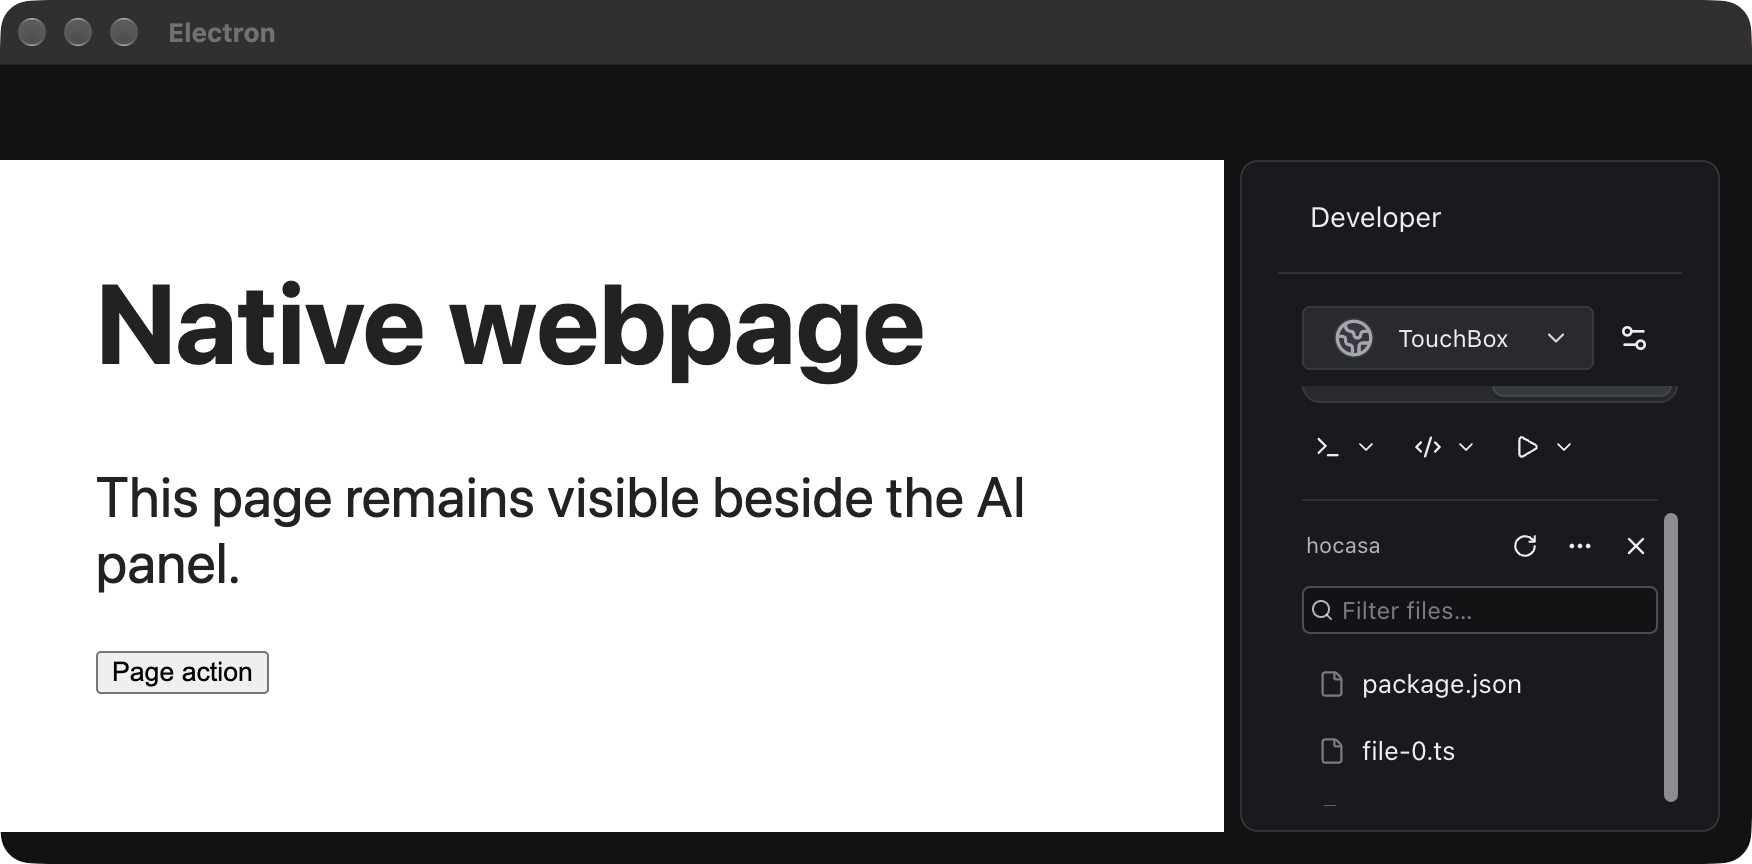 Electron
Native webpage
This page remains visible beside the AI
panel.
Page action
Developer
TouchBox
hocasa
Filter files...
package.json
file-0.ts